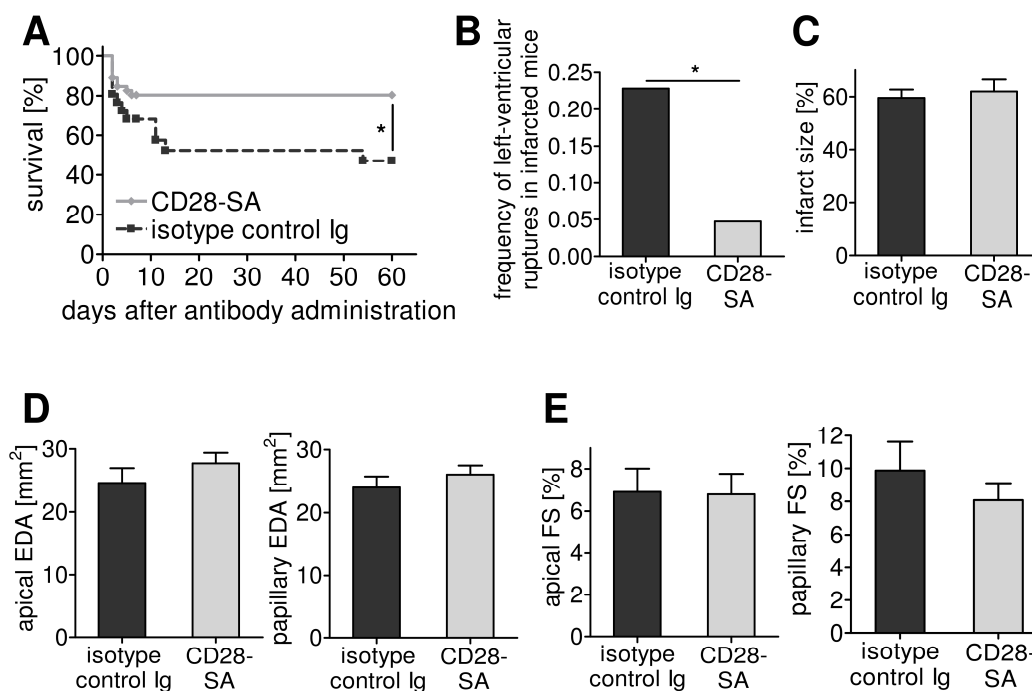 A
survival [%]
100
80
60
40
20
0
*
CD28-SA
isotype control Ig
0 10 20 30 40 50 60
days after antibody administration
B
frequency of left-ventricular
ruptures in infarcted mice
0.25
0.20
0.15
0.10
0.05
0.00
*
isotype
control Ig
CD28-
SA
C
infarct size [%]
60
40
20
0
isotype
control Ig
CD28-
SA
D
apical EDA [mm²]
30
20
10
0
isotype
control Ig
CD28-
SA
papillary EDA [mm²]
30
20
10
0
isotype
control Ig
CD28-
SA
E
apical FS [%]
8
6
4
2
0
isotype
control Ig
CD28-
SA
papillary FS [%]
12
10
8
6
4
2
0
isotype
control Ig
CD28-
SA